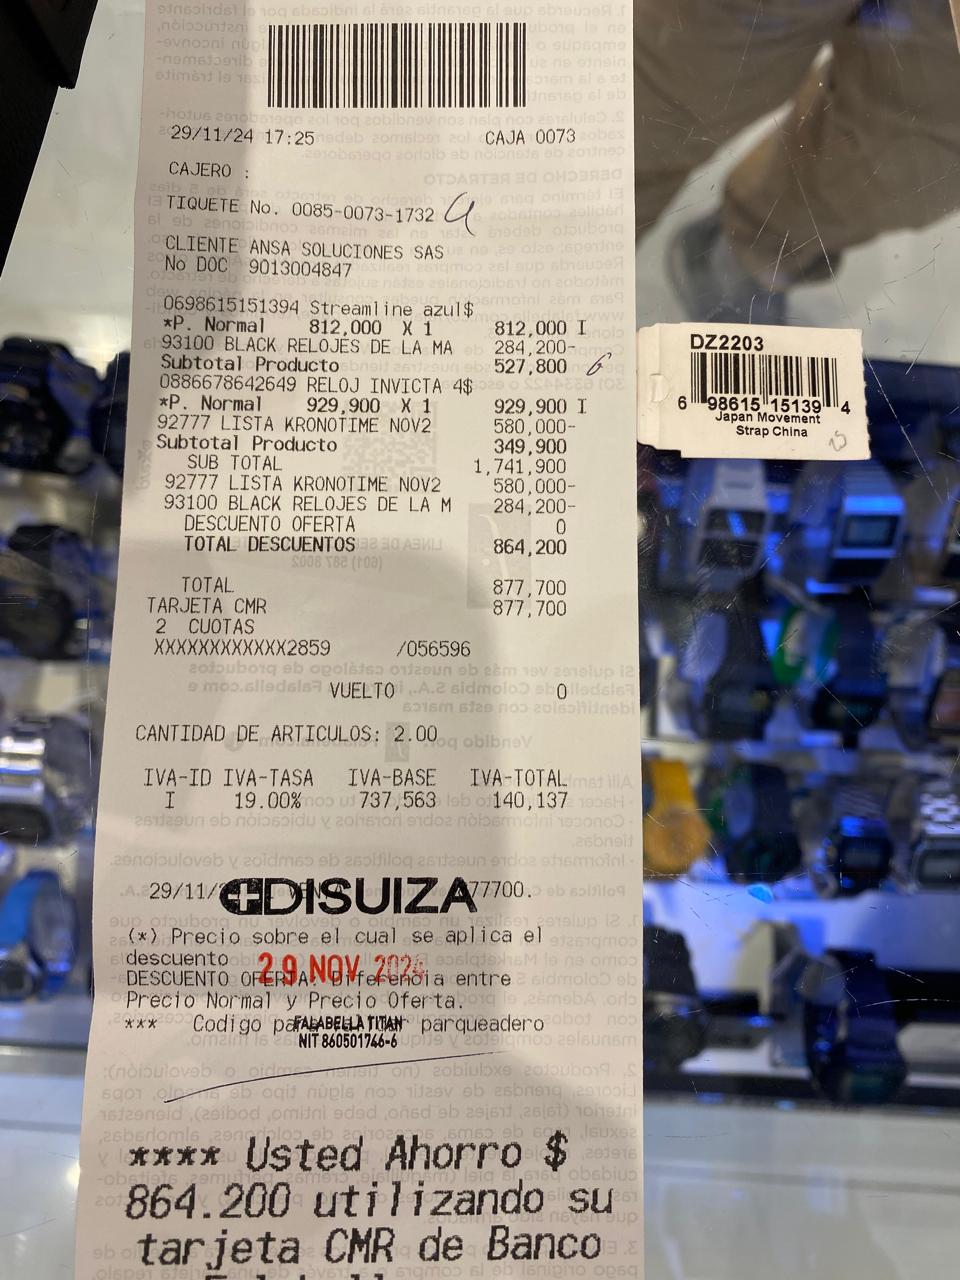 29/11/24 17:25 CAJA 0073
CAJERO :
TIQUETE No. 0085-0073-1732
CLIENTE ANSA SOLUCIONES SAS
No DOC 9013004847
0698615151394 Streamline azul$
*P. Normal 812,000 X 1 812,000 I
93100 BLACK RELOJES DE LA MA 284,200-
Subtotal Producto 527,800
0886678642649 RELOJ INVICTA 4$
*P. Normal 929,900 X 1 929,900 I
92777 LISTA KRONOTIME NOV2 580,000-
Subtotal Producto 349,900
SUB TOTAL 1,741,900
92777 LISTA KRONOTIME NOV2 580,000-
93100 BLACK RELOJES DE LA M 284,200-
DESCUENTO OFERTA 0
TOTAL DESCUENTOS 864,200
TOTAL 877,700
TARJETA CMR 877,700
2 CUOTAS
XXXXXXXXXXXX2859 /056596
VUELTO 0
CANTIDAD DE ARTICULOS: 2.00
IVA-ID IVA-TASA IVA-BASE IVA-TOTAL
I 19.00% 737,563 140,137
29/11/ DISUIZA 77700.
(*) Precio sobre el cual se aplica el
descuento
29 NOV 2024
DESCUENTO OFERTA: Diferencia entre
Precio Normal y Precio Oferta.
*** Codigo parqueadero
FALABELLA TITAN
NIT 860501746-6
**** Usted Ahorro $
864.200 utilizando su
tarjeta CMR de Banco
DZ2203
6 98615 15139 4
Japan Movement
Strap China